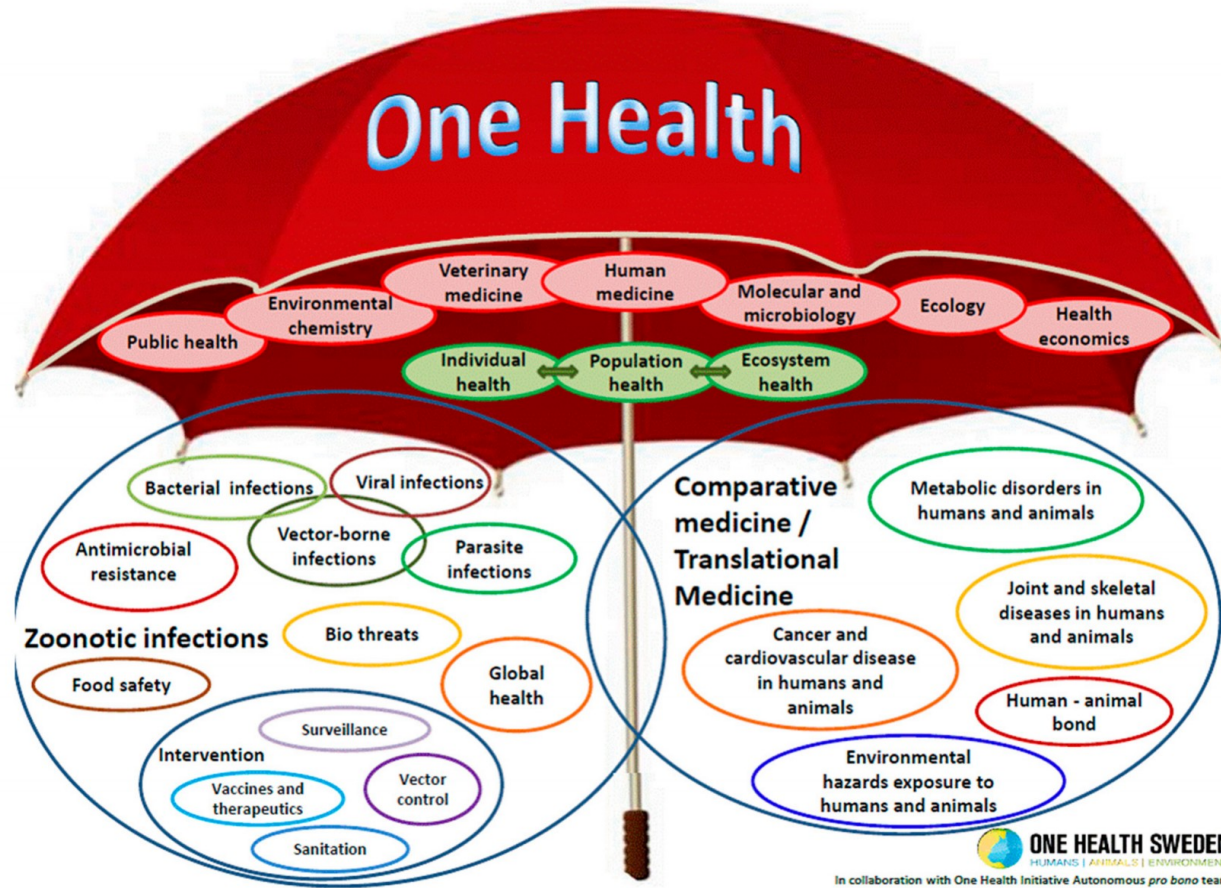 One Health
Veterinary
medicine
Human
medicine
Environmental
chemistry
Molecular and
microbiology
Ecology
Health
economics
Public health
Individual
health
Population
health
Ecosystem
health
Bacterial infections
Viral infections
Vector-borne
infections
Parasite
infections
Antimicrobial
resistance
Zoonotic infections
Bio threats
Food safety
Global
health
Surveillance
Intervention
Vaccines and
therapeutics
Vector
control
Sanitation
Comparative
medicine /
Translational
Medicine
Metabolic disorders in
humans and animals
Joint and skeletal
diseases in humans
and animals
Cancer and
cardiovascular disease
in humans and
animals
Human - animal
bond
Environmental
hazards exposure to
humans and animals
ONE HEALTH SWEDEN
HUMANS | ANIMALS | ENVIRONMENT
In collaboration with One Health Initiative Autonomous pro bono team